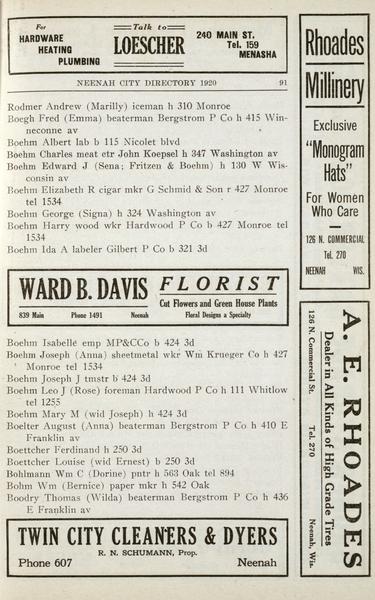 For
HARDWARE
HEATING
PLUMBING
Talk to
LOESCHER
240 MAIN ST.
Tel. 159
MENASHA
NEENAH CITY DIRECTORY 1920 91
Rodmer Andrew (Marilly) iceman h 310 Monroe
Boegh Fred (Emma) beaterman Bergstrom P Co h 415 Win-
neconne av
Boehm Albert lab b 115 Nicolet blvd
Boehm Charles meat ctr John Koepsel h 347 Washington av
Boehm Edward J (Sena; Fritzen & Boehm) h 130 W Wis-
consin av
Boehm Elizabeth R cigar mkr G Schmid & Son r 427 Monroe
tel 1534
Boehm George (Signa) h 324 Washington av
Boehm Harry wood wkr Hardwood P Co b 427 Monroe tel
1534
Boehm Ida A labeler Gilbert P Co b 321 3d
WARD B. DAVIS FLORIST
Cut Flowers and Green House Plants
839 Main Phone 1491 Neenah Floral Designs a Specialty
Boehm Isabelle emp MP&CCo b 424 3d
Boehm Joseph (Anna) sheetmetal wkr Wm Krueger Co h 427
Monroe tel 1534
Boehm Joseph J tmstr b 424 3d
Boehm Leo J (Rose) foreman Hardwood P Co h 111 Whitlow
tel 1255
Boehm Mary M (wid Joseph) h 424 3d
Boelter August (Anna) beaterman Bergstrom P Co h 410 E
Franklin av
Boettcher Ferdinand h 250 3d
Boettcher Louise (wid Ernest) b 250 3d
Bohlmann Wm C (Dorine) pntr h 563 Oak tel 894
Bohm Wm (Bernice) paper mkr h 542 Oak
Boodry Thomas (Wilda) beaterman Bergstrom P Co h 436
E Franklin av
TWIN CITY CLEANERS & DYERS
R. N. SCHUMANN, Prop.
Phone 607 Neenah
Rhoades
Millinery
Exclusive
"Monogram
Hats"
For Women
Who Care
126 N. COMMERCIAL
Tel. 270
NEENAH WIS.
A. E. RHOADES
Dealer in All Kinds of High Grade Tires
126 N. Commercial St. Tel. 270 Neenah, Wis.